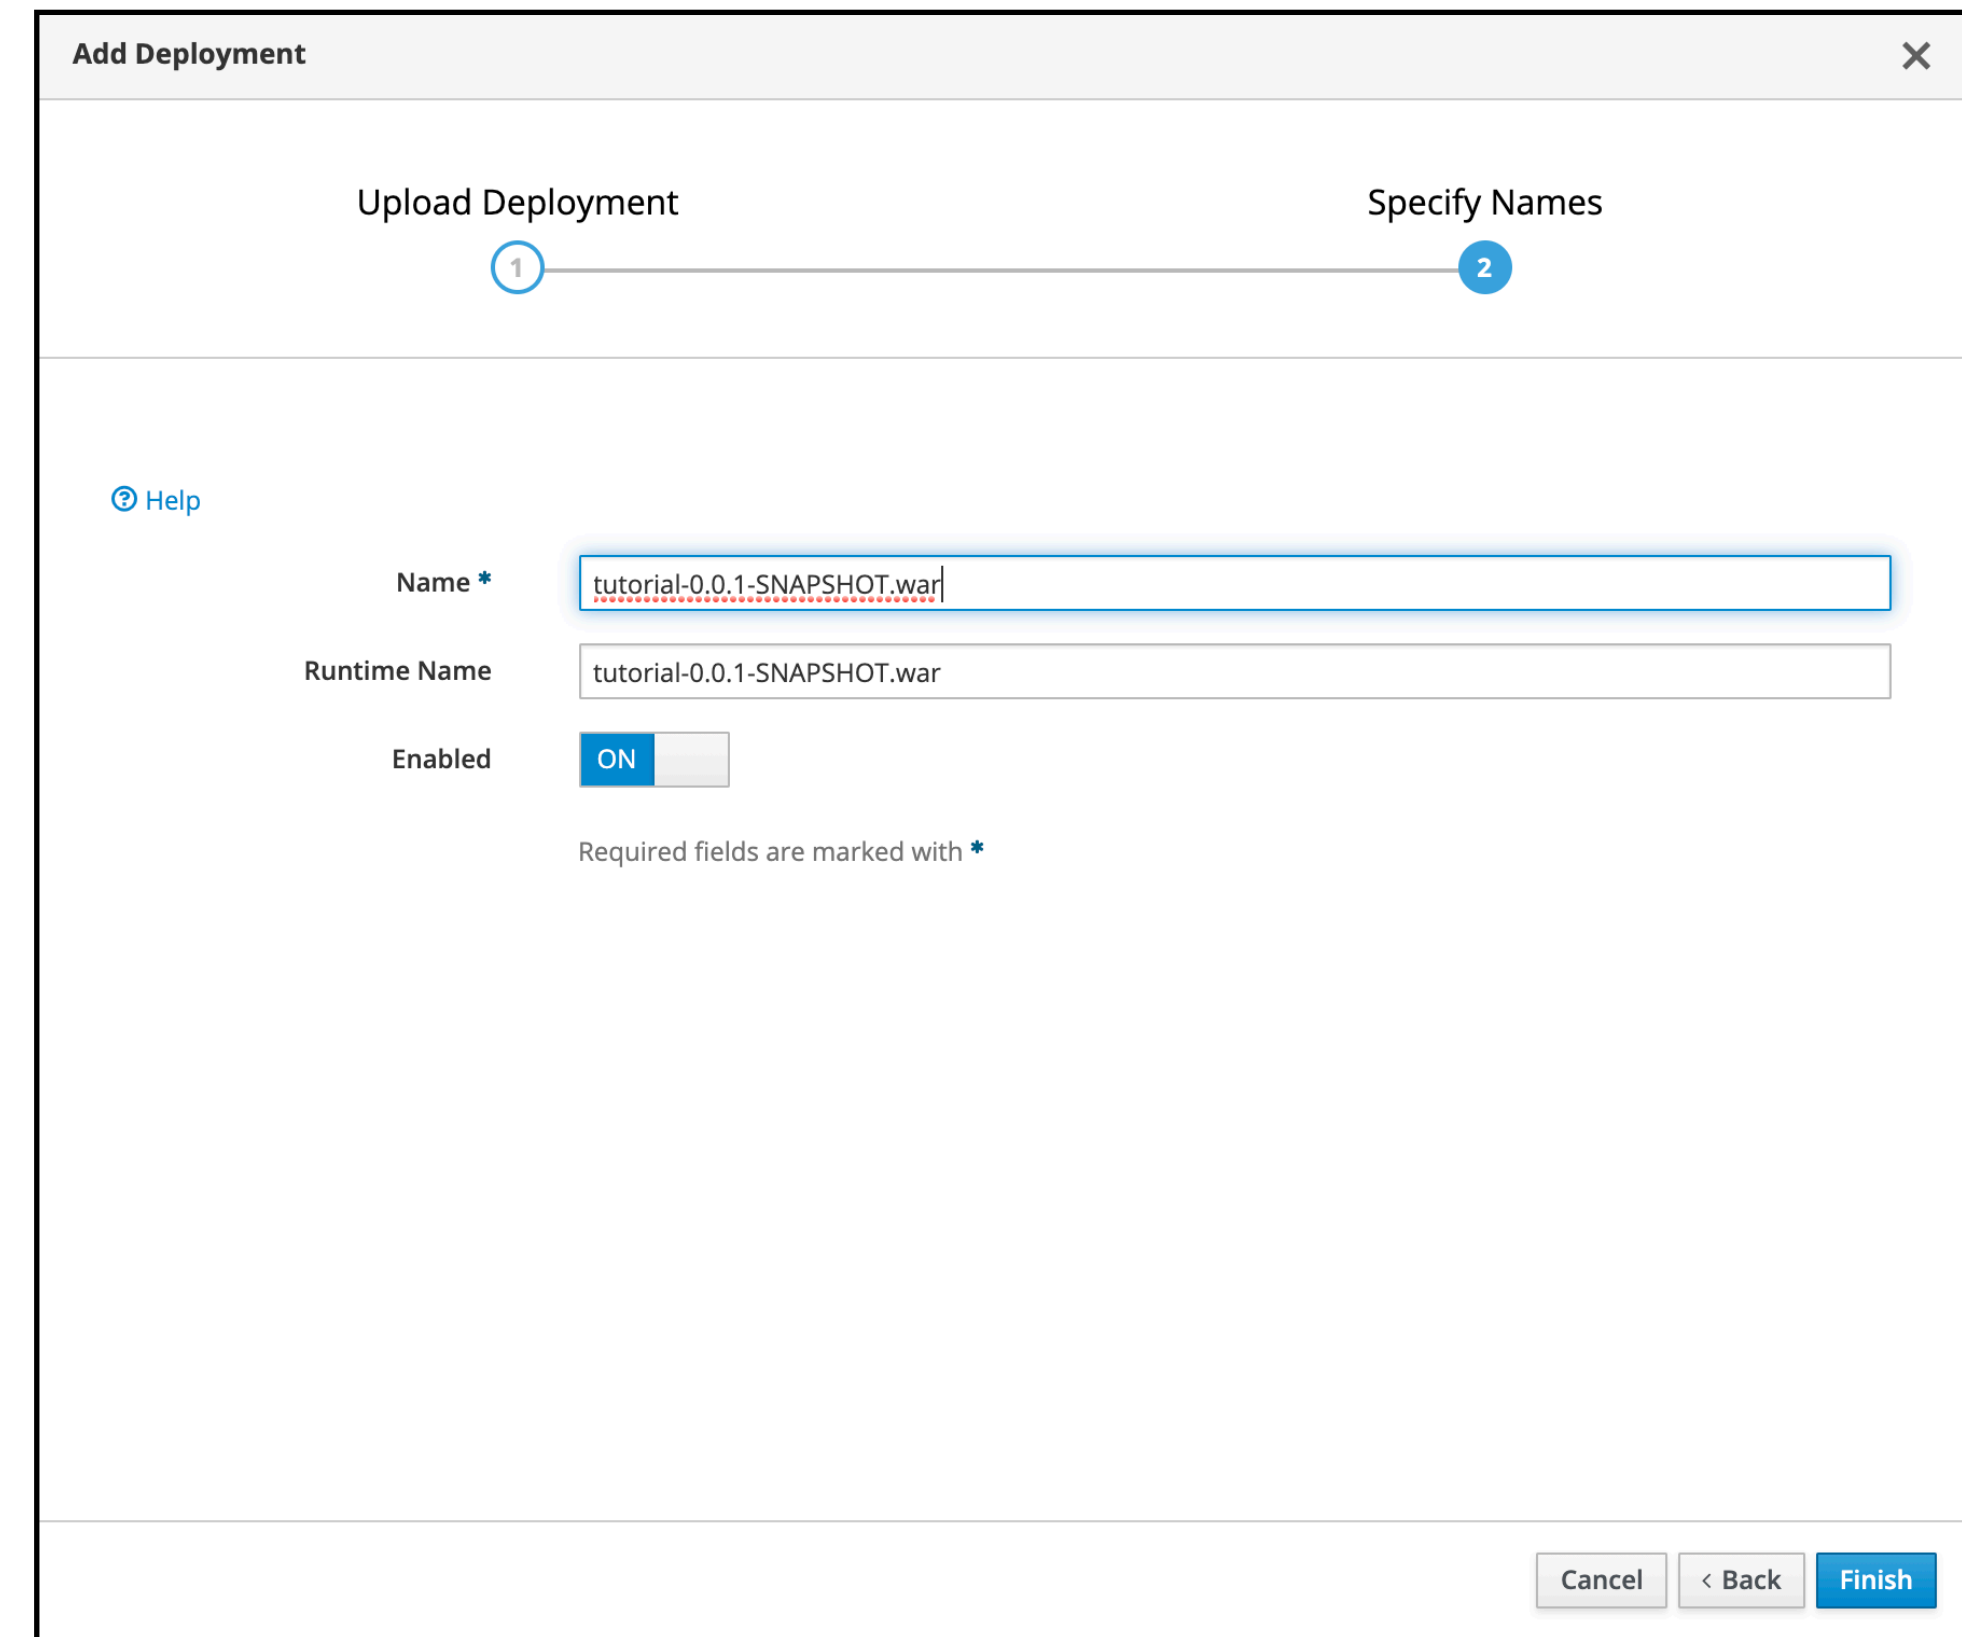 Add Deployment
Upload Deployment
Specify Names
1
2
Help
Name *
tutorial-0.0.1-SNAPSHOT.war
Runtime Name
tutorial-0.0.1-SNAPSHOT.war
Enabled
ON
Required fields are marked with *
Cancel
< Back
Finish